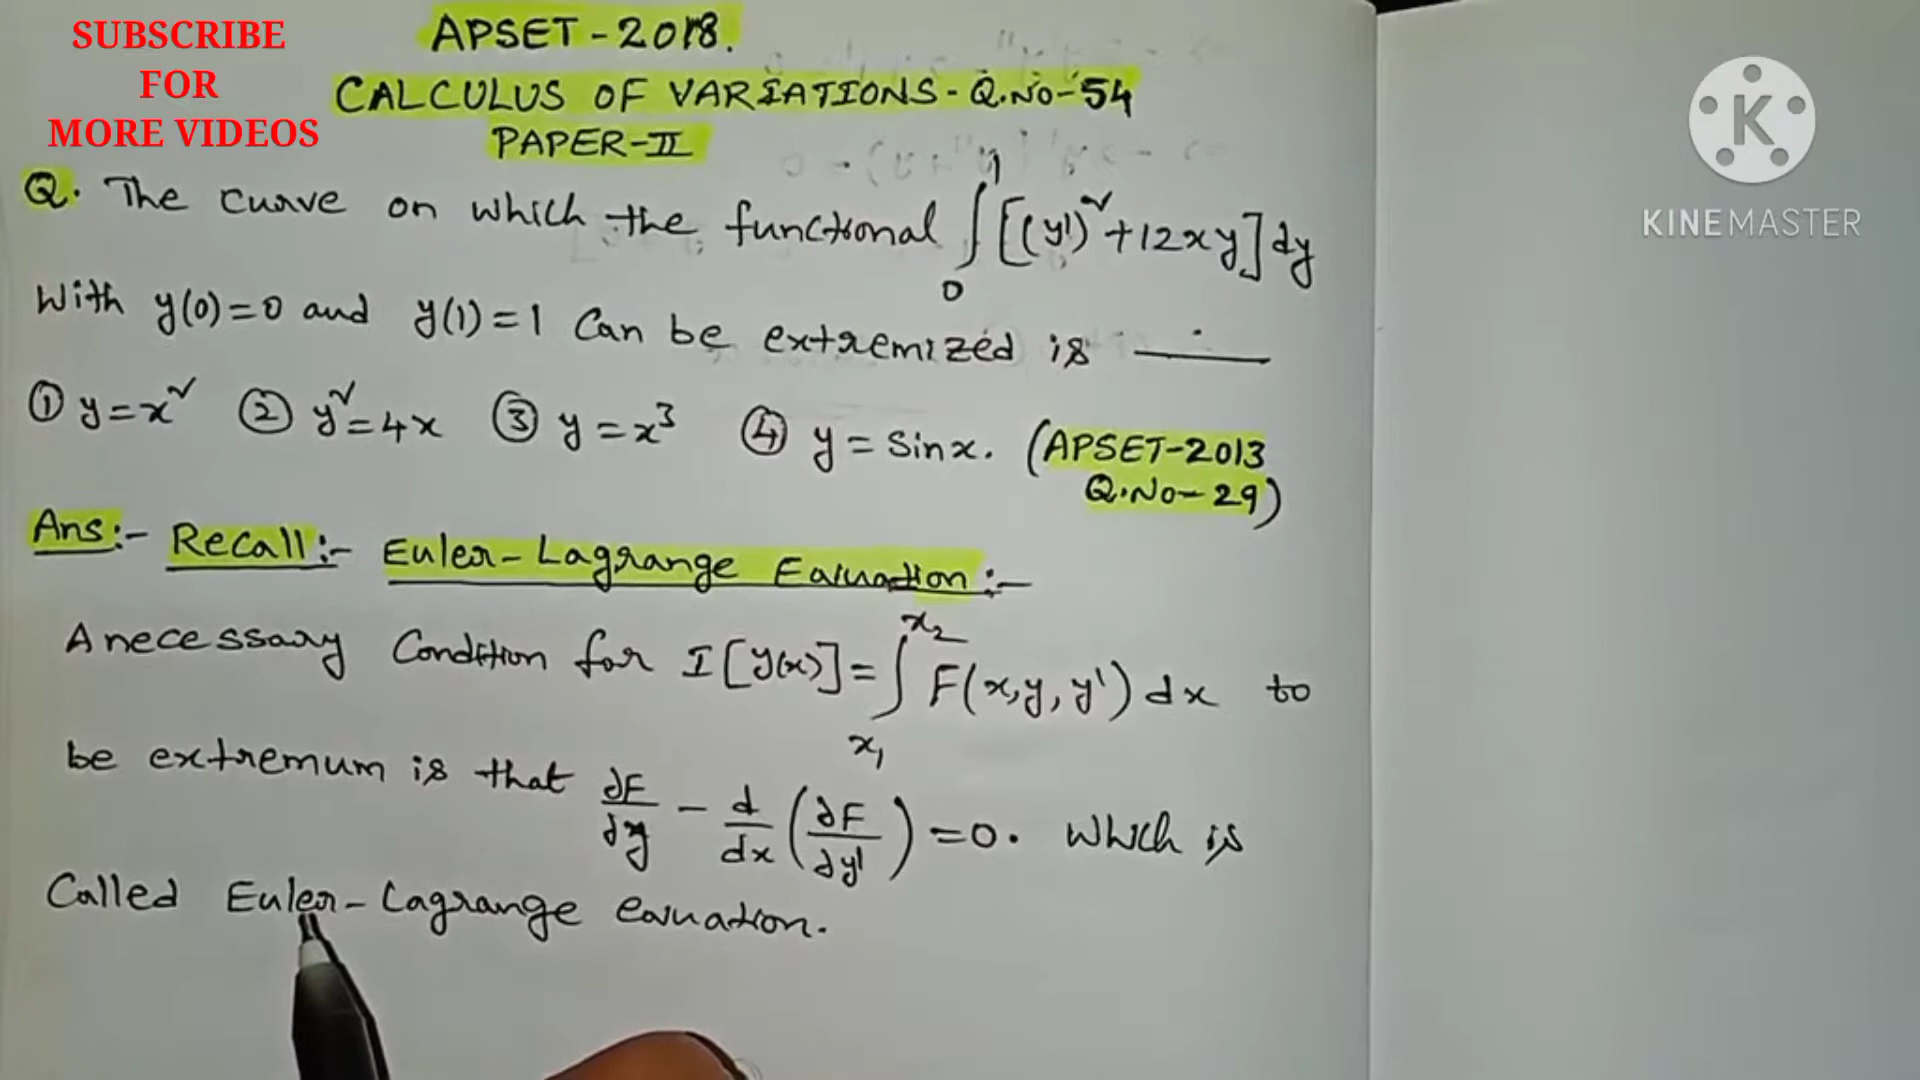 SUBSCRIBE
FOR
MORE VIDEOS
APSET-2018.
CALCULUS OF VARIATIONS - Q.No-54
PAPER-II
Q. The curve on which the functional ∫₀¹ [(y')² + 12xy] dy
With y(0)=0 and y(1)=1 Can be extremized is ———
① y=x² ② y²=4x ③ y=x³ ④ y=Sinx. (APSET-2013
Q.No-29)
Ans:- Recall:- Euler-Lagrange Equation:-
A necessary Condition for I[y(x)] = ∫ₓ₁ˣ² F(x,y,y') dx to
be extremum is that ∂F/∂y - d/dx (∂F/∂y') = 0. Which is
Called Euler-Lagrange equation.
K
KINEMASTER